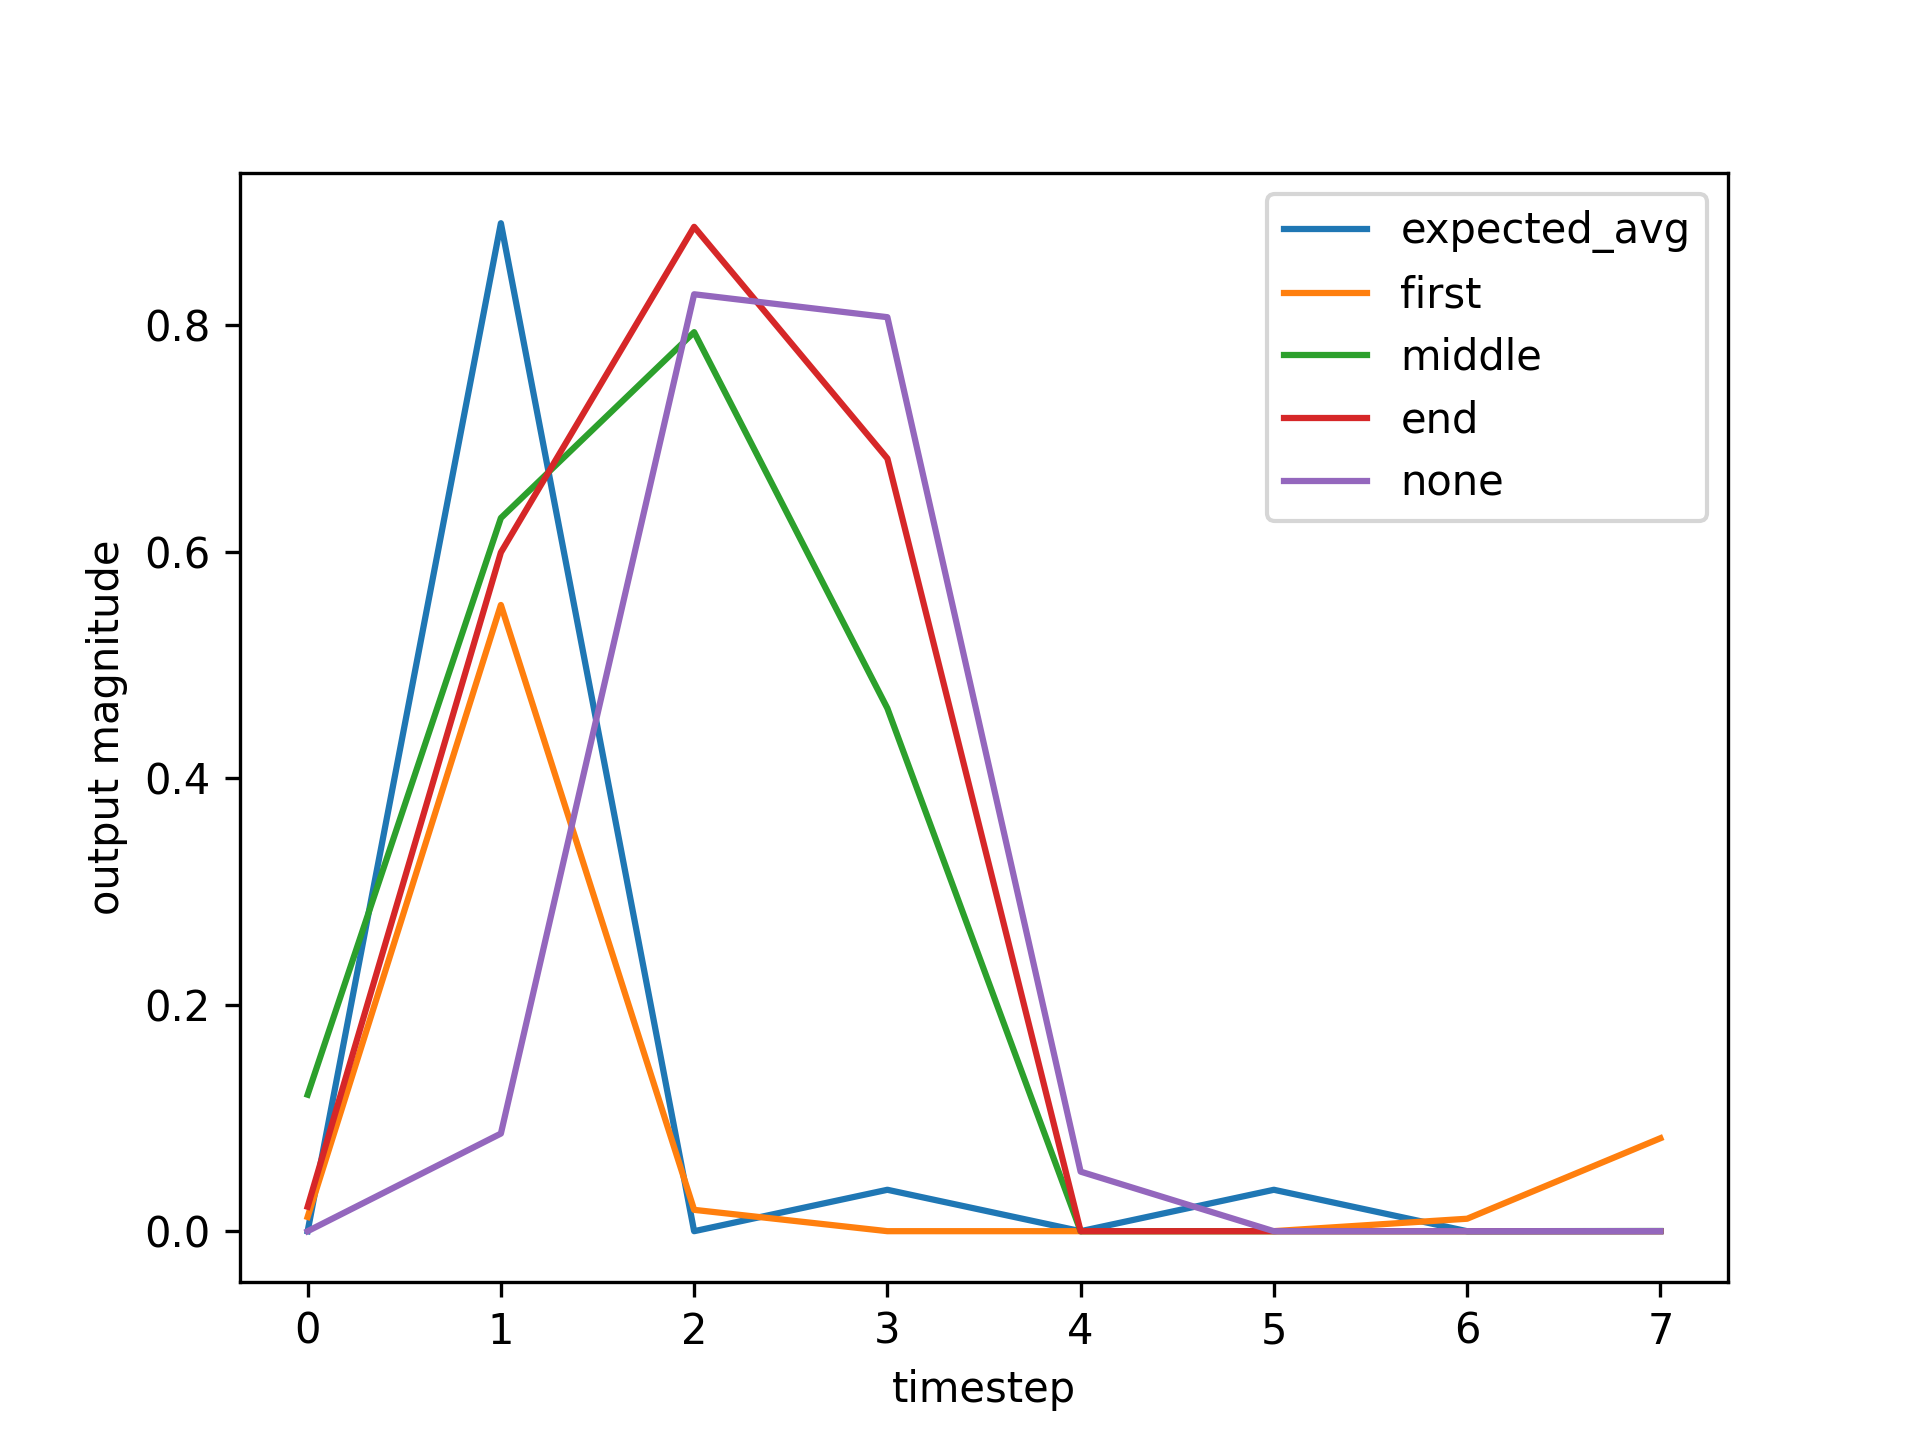 expected_avg
first
middle
end
none
0.8
0.6
0.4
0.2
0.0
output magnitude
0 1 2 3 4 5 6 7
timestep